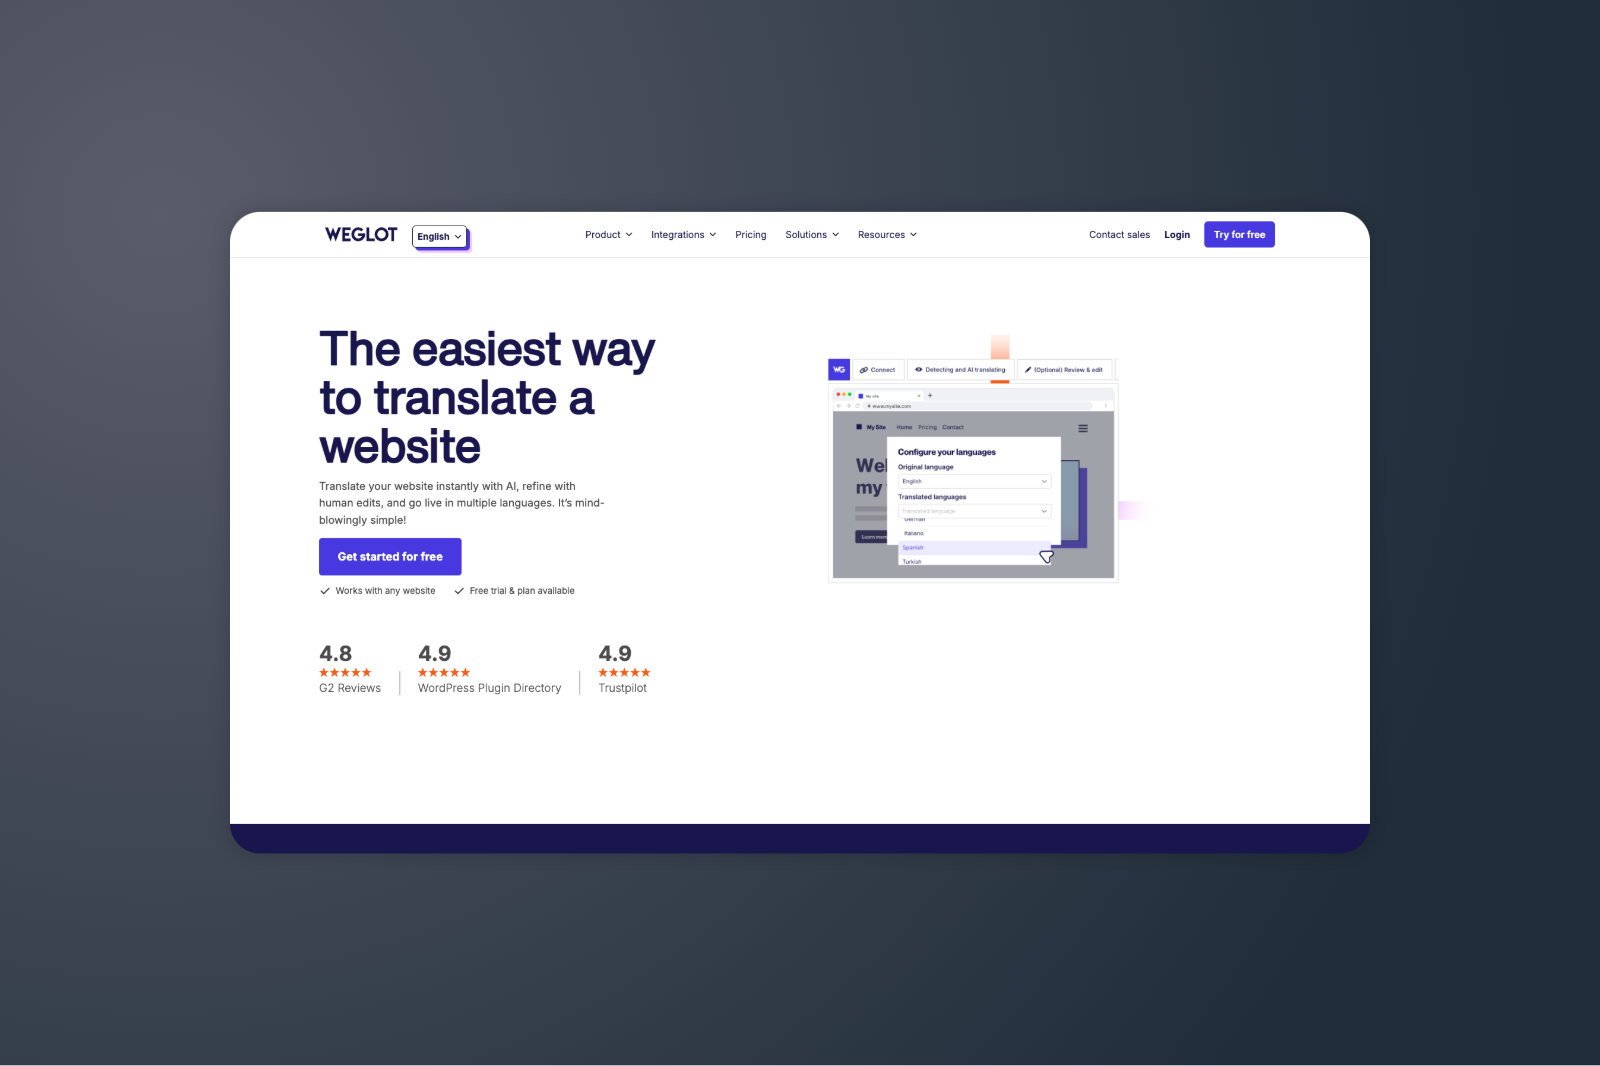 WEGLOT
English
Product
Integrations
Pricing
Solutions
Resources
Contact sales
Login
Try for free
The easiest way
to translate a
website
Translate your website instantly with AI, refine with
human edits, and go live in multiple languages. It's mind-
blowingly simple!
Get started for free
Works with any website
Free trial & plan available
4.8
★★★★★
G2 Reviews
4.9
★★★★★
WordPress Plugin Directory
4.9
★★★★★
Trustpilot
WG
Connect
Detecting and AI translating
(Optional) Review & edit
My site
www.mysite.com
My Site
Home
Pricing
Contact
Wel
my
Learn more
Configure your languages
Original language
English
Translated languages
Translated language
German
Italiano
Spanish
Turkish